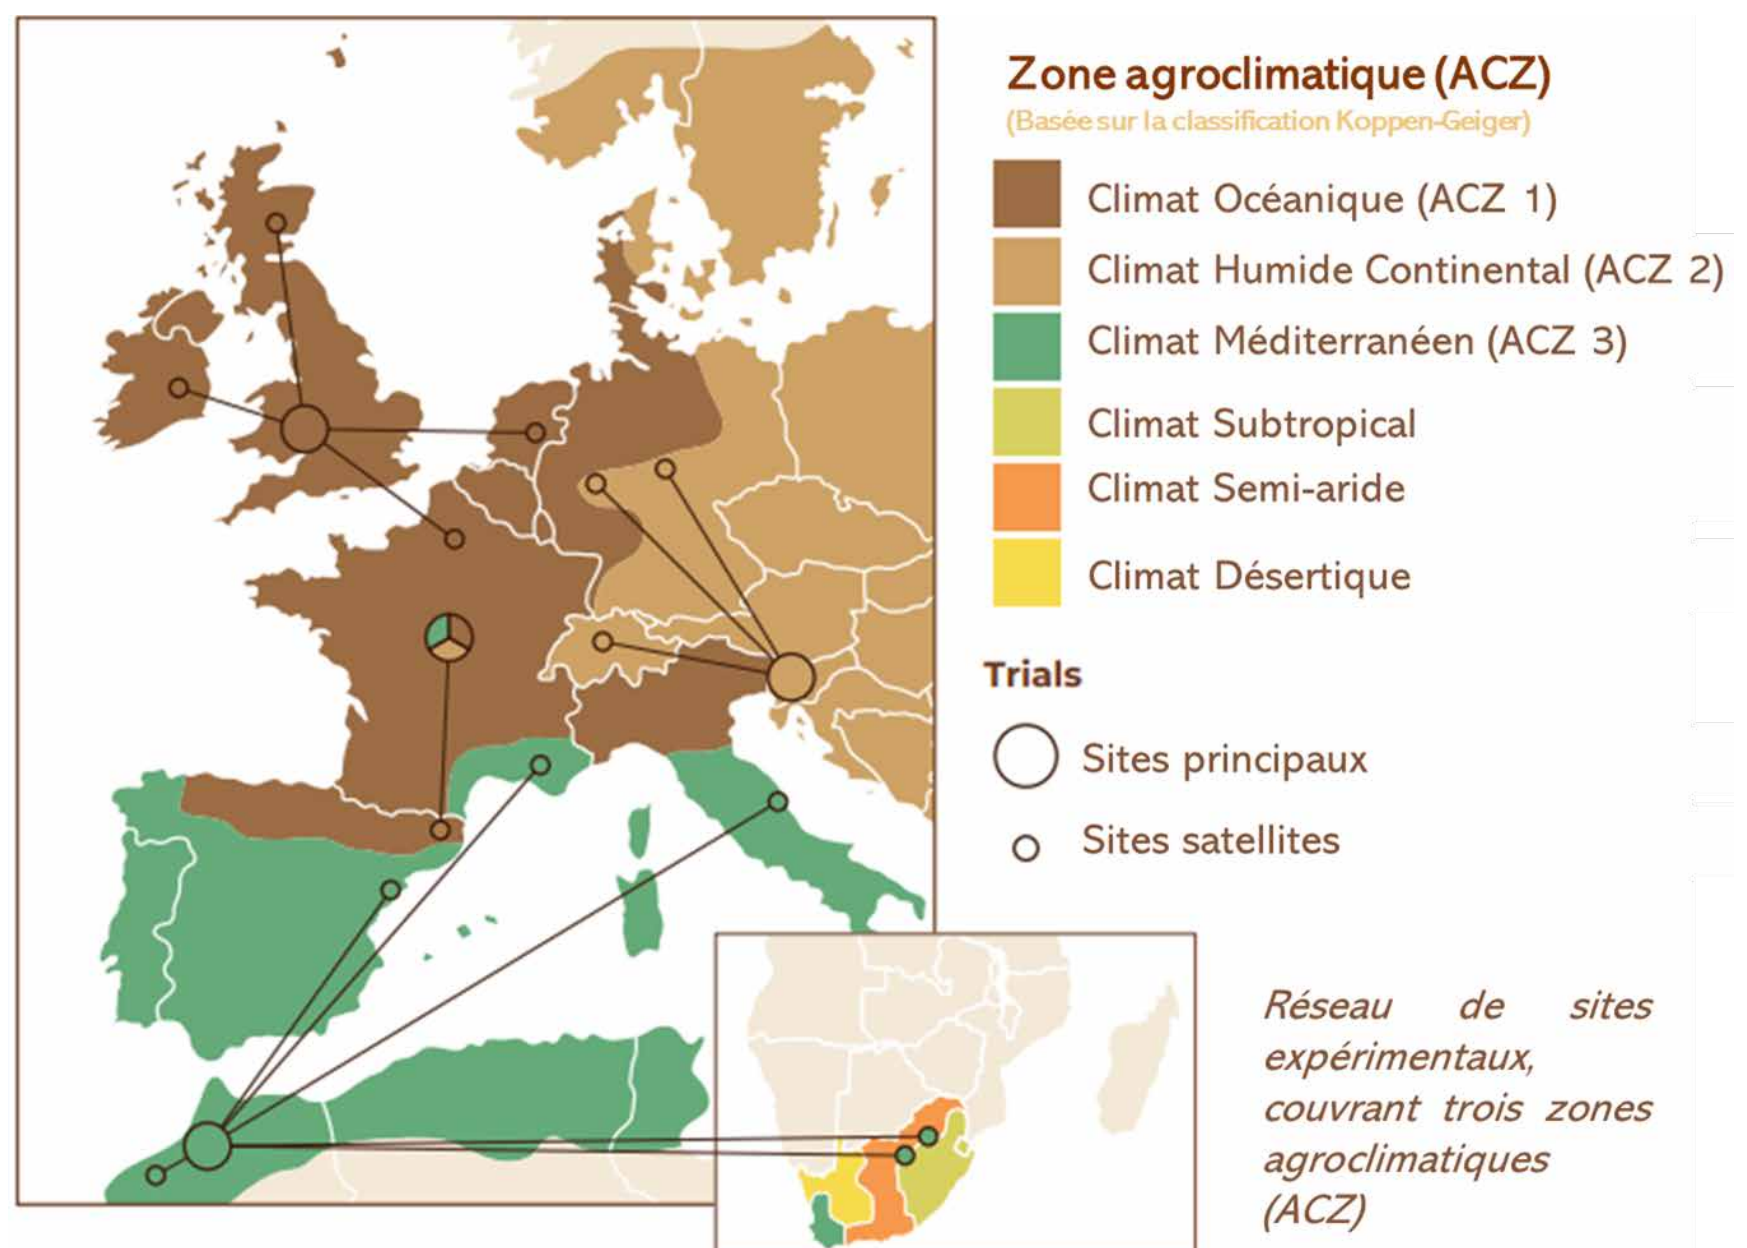 Zone agroclimatique (ACZ)
(Basée sur la classification Koppen-Geiger)
Climat Océanique (ACZ 1)
Climat Humide Continental (ACZ 2)
Climat Méditerranéen (ACZ 3)
Climat Subtropical
Climat Semi-aride
Climat Désertique
Trials
Sites principaux
Sites satellites
Réseau de sites
expérimentaux,
couvrant trois zones
agroclimatiques
(ACZ)